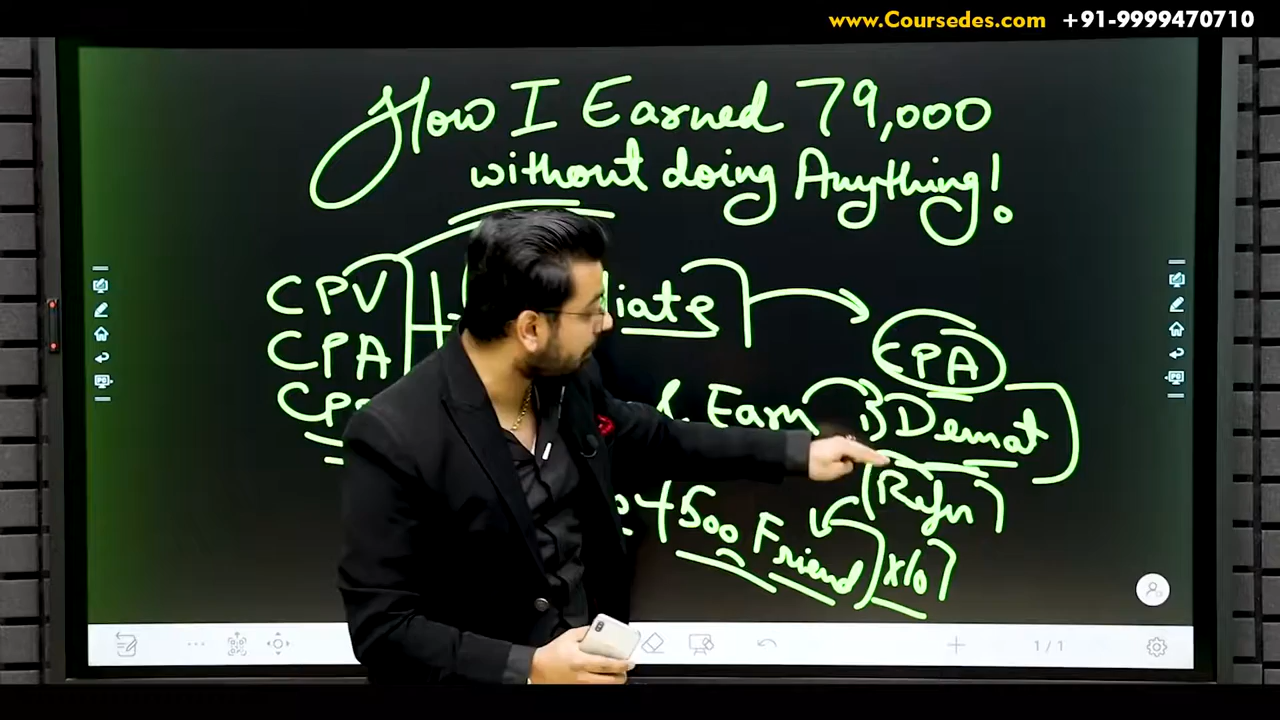 www.Coursedes.com +91-9999470710
How I Earned 79,000
without doing Anything!
CPV
CPA
CPA
Earn
Demat
Refer
500 Friend x10
1/1